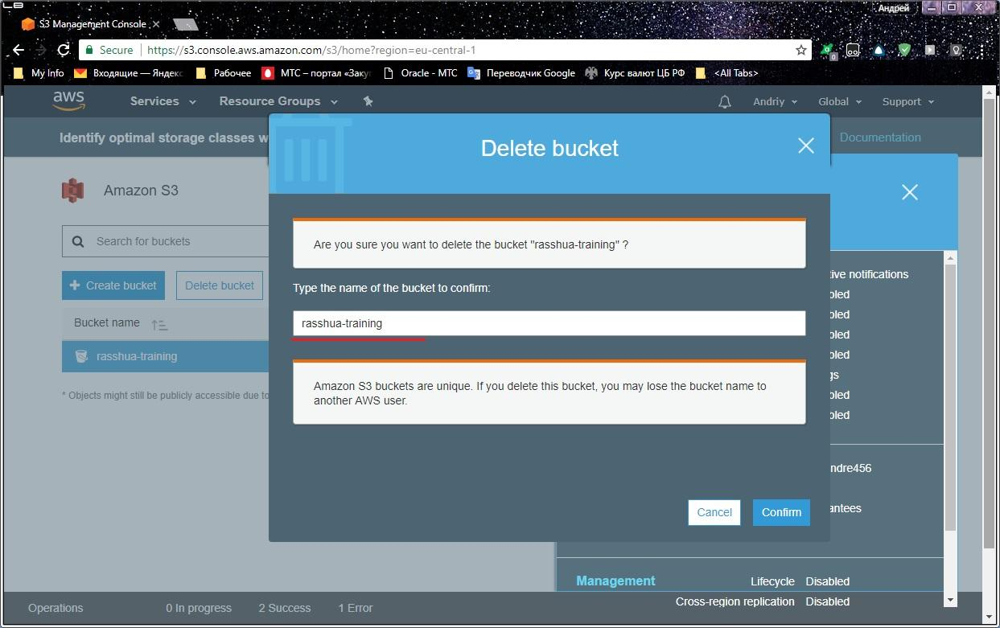 Андрей
S3 Management Console
Secure https://s3.console.aws.amazon.com/s3/home?region=eu-central-1
My Info Входящие — Яндекс Рабочее МТС – портал «Заку Oracle - МТС Переводчик Google Курс валют ЦБ РФ <All Tabs>
aws Services Resource Groups Andriy Global Support
Identify optimal storage classes w Documentation
Delete bucket
Amazon S3
Search for buckets
Are you sure you want to delete the bucket "rasshua-training" ?
Create bucket Delete bucket
Type the name of the bucket to confirm:
Bucket name
rasshua-training
rasshua-training
* Objects might still be publicly accessible due to
Amazon S3 buckets are unique. If you delete this bucket, you may lose the bucket name to
another AWS user.
Cancel Confirm
tive notifications
bled
bled
bled
bled
gs
bled
bled
ndre456
antees
Management Lifecycle Disabled
Cross-region replication Disabled
Operations 0 In progress 2 Success 1 Error